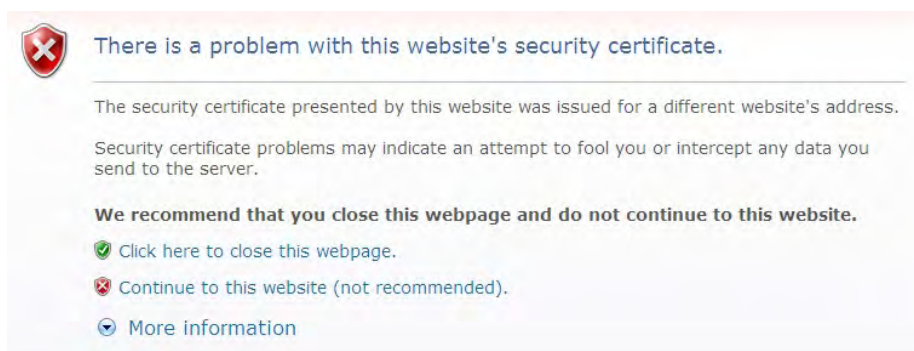 There is a problem with this website's security certificate.
The security certificate presented by this website was issued for a different website's address.
Security certificate problems may indicate an attempt to fool you or intercept any data you
send to the server.
We recommend that you close this webpage and do not continue to this website.
Click here to close this webpage.
Continue to this website (not recommended).
More information